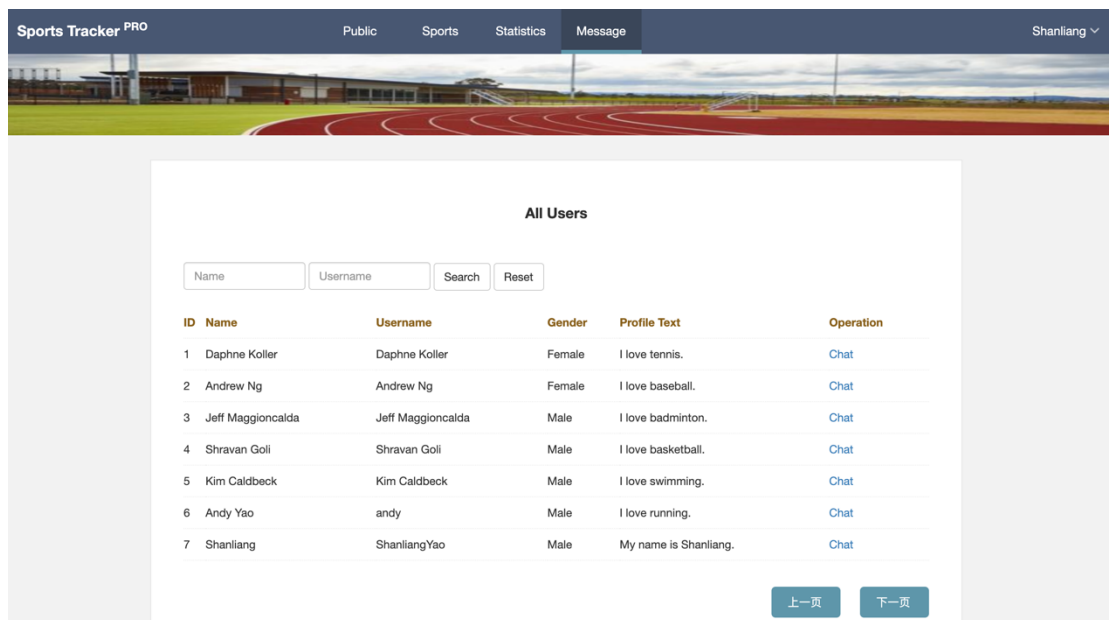 Sports Tracker PRO Public Sports Statistics Message Shanliang
All Users
Name Username Search Reset
ID Name Username Gender Profile Text Operation
1 Daphne Koller Daphne Koller Female I love tennis. Chat
2 Andrew Ng Andrew Ng Female I love baseball. Chat
3 Jeff Maggioncalda Jeff Maggioncalda Male I love badminton. Chat
4 Shravan Goli Shravan Goli Male I love basketball. Chat
5 Kim Caldbeck Kim Caldbeck Male I love swimming. Chat
6 Andy Yao andy Male I love running. Chat
7 Shanliang ShanliangYao Male My name is Shanliang. Chat
上一页 下一页